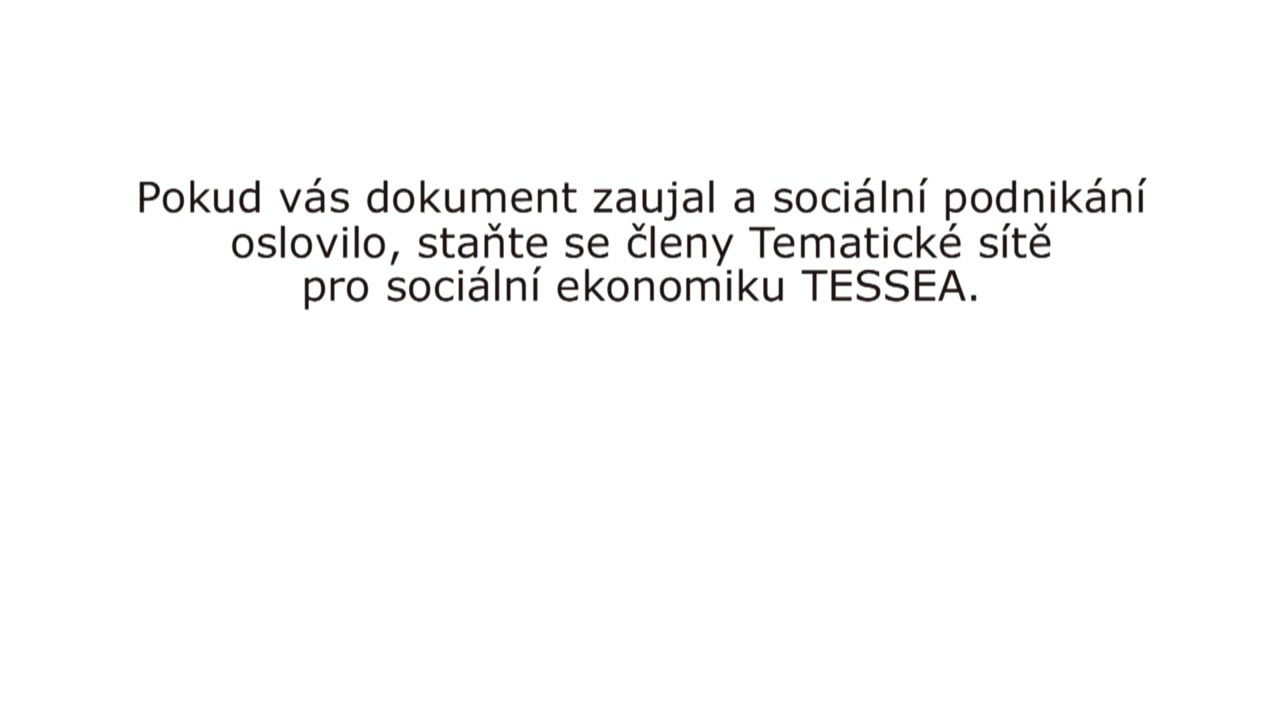 Pokud vás dokument zaujal a sociální podnikání
oslovilo, staňte se členy Tematické sítě
pro sociální ekonomiku TESSEA.